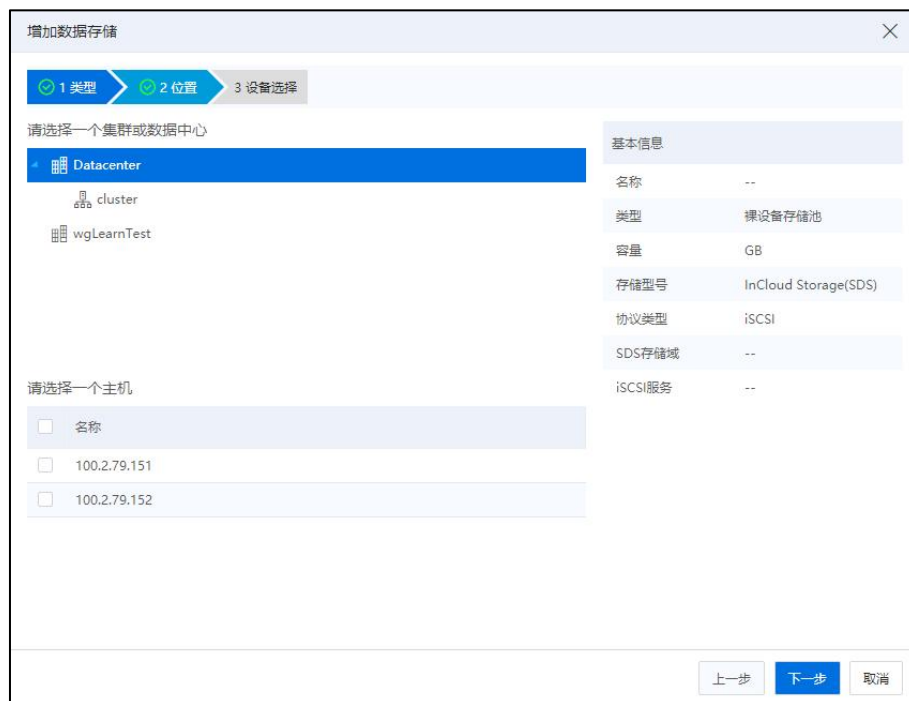 增加数据存储
1 类型 2 位置 3 设备选择
请选择一个集群或数据中心
Datacenter
cluster
wgLearnTest
请选择一个主机
名称
100.2.79.151
100.2.79.152
基本信息
名称 --
类型 裸设备存储池
容量 GB
存储型号 InCloud Storage(SDS)
协议类型 iSCSI
SDS存储域 --
iSCSI服务 --
上一步 下一步 取消